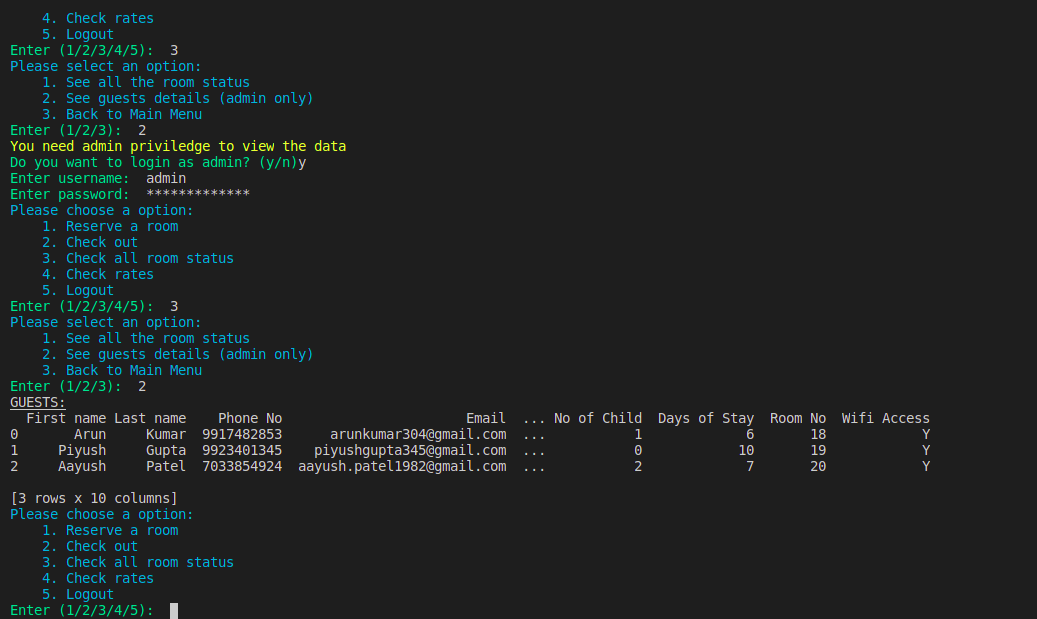 4. Check rates
5. Logout
Enter (1/2/3/4/5):  3
Please select an option:
1. See all the room status
2. See guests details (admin only)
3. Back to Main Menu
Enter (1/2/3):  2
You need admin priviledge to view the data
Do you want to login as admin? (y/n)y
Enter username:  admin
Enter password:  *************
Please choose a option:
1. Reserve a room
2. Check out
3. Check all room status
4. Check rates
5. Logout
Enter (1/2/3/4/5):  3
Please select an option:
1. See all the room status
2. See guests details (admin only)
3. Back to Main Menu
Enter (1/2/3):  2
GUESTS:
First name Last name    Phone No                       Email  ... No of Child  Days of Stay  Room No  Wifi Access
0       Arun     Kumar  9917482853      arunkumar304@gmail.com  ...           1             6       18            Y
1     Piyush     Gupta  9923401345    piyushgupta345@gmail.com  ...           0            10       19            Y
2     Aayush     Patel  7033854924  aayush.patel1982@gmail.com  ...           2             7       20            Y
[3 rows x 10 columns]
Please choose a option:
1. Reserve a room
2. Check out
3. Check all room status
4. Check rates
5. Logout
Enter (1/2/3/4/5):